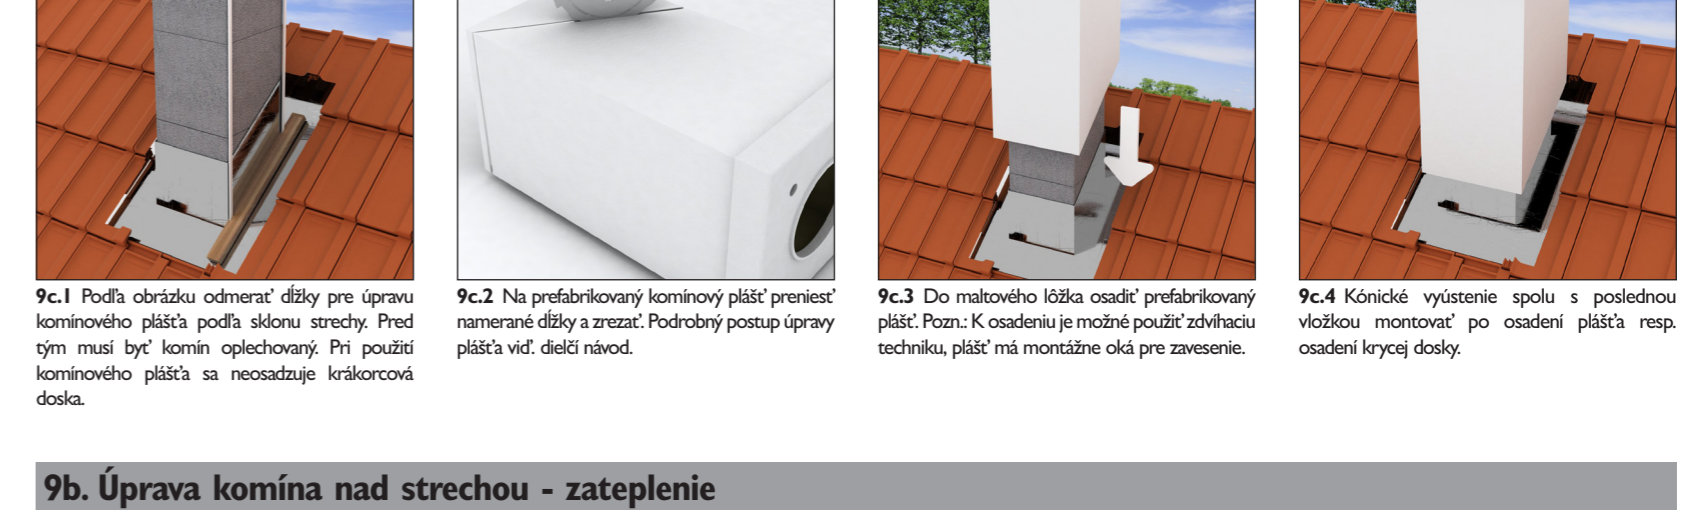 9c.1 Podľa obrázku odmerať dĺžky pre úpravu
komínového plášťa podľa sklonu strechy. Pred
tým musí byť komín oplechovaný. Pri použití
komínového plášťa sa neosadzuje krákorcová
doska.
9c.2 Na prefabrikovaný komínový plášť preniesť
namerané dĺžky a zrezať. Podrobný postup úpravy
plášťa viď. dielčí návod.
9c.3 Do maltového lôžka osadiť prefabrikovaný
plášť. Pozn.: K osadeniu je možné použiť zdvíhaciu
techniku, plášť má montážne oká pre zavesenie.
9c.4 Kónické vyústenie spolu s poslednou
vložkou montovať po osadení plášťa resp.
osadení krycej dosky.
9b. Úprava komína nad strechou - zateplenie